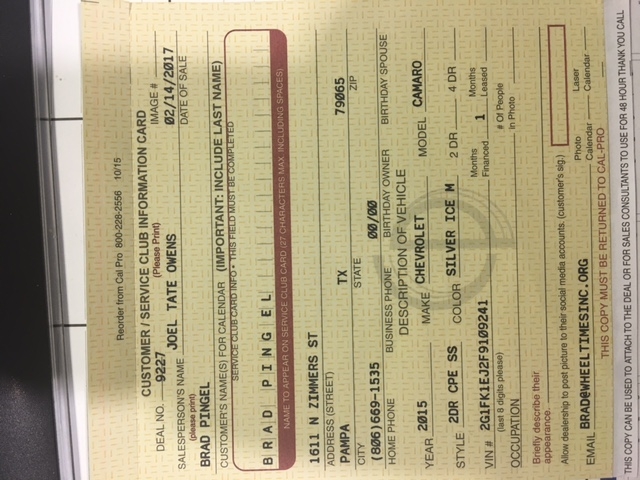 Reorder from Cal Pro 800-228-2556 10/15
CUSTOMER / SERVICE CLUB INFORMATION CARD
(Please Print)
DEAL NO. 9227 IMAGE #
JOEL TATE OWENS 02/14/2017
SALESPERSON'S NAME DATE OF SALE
(please print)
BRAD PINGEL
CUSTOMER'S NAME(S) FOR CALENDAR (IMPORTANT: INCLUDE LAST NAME)
SERVICE CLUB CARD INFO • THIS FIELD MUST BE COMPLETED
BRAD PINGEL
NAME TO APPEAR ON SERVICE CLUB CARD (27 CHARACTERS MAX. INCLUDING SPACES)
1611 N ZIMMERS ST
ADDRESS (STREET)
PAMPA TX 79065
CITY STATE ZIP
(806)669-1535 00/00
HOME PHONE BUSINESS PHONE BIRTHDAY OWNER BIRTHDAY SPOUSE
DESCRIPTION OF VEHICLE
YEAR 2015 MAKE CHEVROLET MODEL CAMARO
STYLE 2DR CPE SS COLOR SILVER ICE M 2 DR 4 DR
VIN # 2G1FK1EJ2F9109241 Months Financed 1 Months Leased
(last 8 digits please)
OCCUPATION # Of People in Photo
Briefly describe their
appearance.
Allow dealership to post picture to their social media accounts. (customer's sig.)
EMAIL BRAD@WHEELTIMESINC.ORG Photo Calendar Laser Calendar
THIS COPY MUST BE RETURNED TO CAL-PRO
THIS COPY CAN BE USED TO ATTACH TO THE DEAL OR FOR SALES CONSULTANTS TO USE FOR 48 HOUR THANK YOU CALL